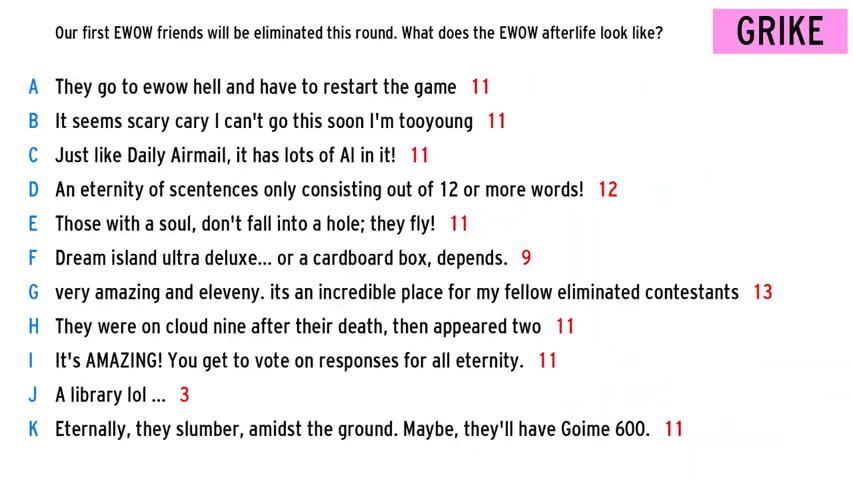 Our first EWOW friends will be eliminated this round. What does the EWOW afterlife look like?
GRIKE
A They go to ewow hell and have to restart the game 11
B It seems scary cary I can't go this soon I'm tooyoung 11
C Just like Daily Airmail, it has lots of AI in it! 11
D An eternity of scentences only consisting out of 12 or more words! 12
E Those with a soul, don't fall into a hole; they fly! 11
F Dream island ultra deluxe... or a cardboard box, depends. 9
G very amazing and eleveny. its an incredible place for my fellow eliminated contestants 13
H They were on cloud nine after their death, then appeared two 11
I It's AMAZING! You get to vote on responses for all eternity. 11
J A library lol ... 3
K Eternally, they slumber, amidst the ground. Maybe, they'll have Goime 600. 11